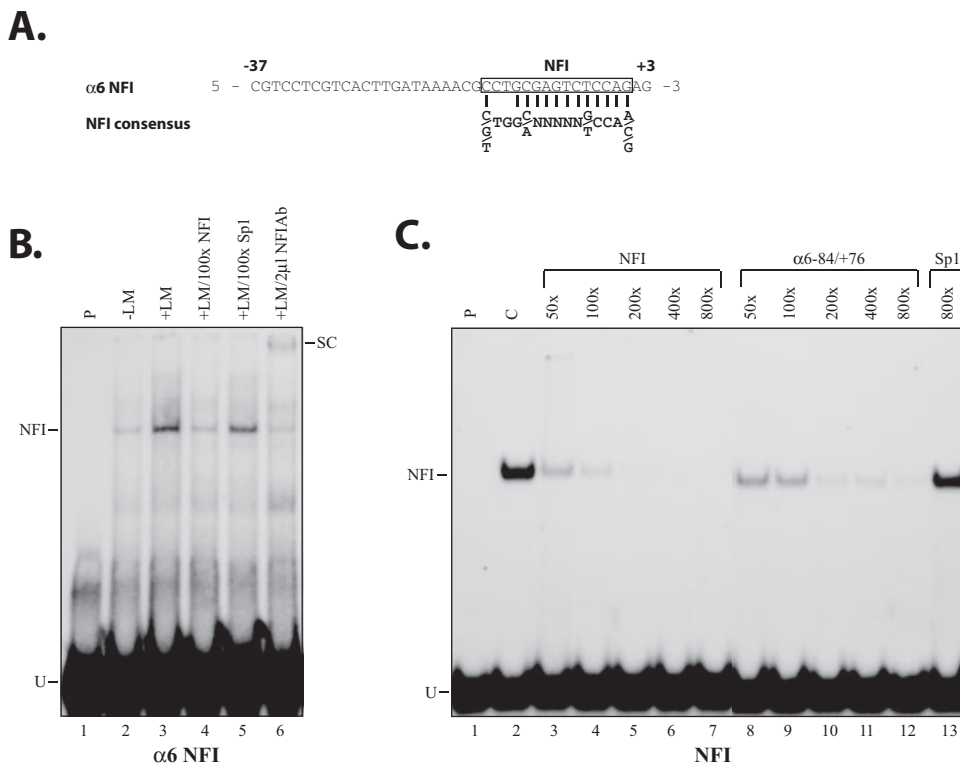 A.
-37 NFI +3
α6 NFI 5 - CGTCCTCGTCACTTGATAAAACGCCTGCGAGTCTCCAGAG -3
NFI consensus C/G/T TGG C/A NNNNN G/T CCA A/C/G
B.
P -LM +LM +LM/100x NFI +LM/100x Sp1 +LM/2µl NFIAb
SC
NFI
U
1 2 3 4 5 6
α6 NFI
C.
NFI α6-84/+76 Sp1
P C 50x 100x 200x 400x 800x 50x 100x 200x 400x 800x 800x
NFI
U
1 2 3 4 5 6 7 8 9 10 11 12 13
NFI